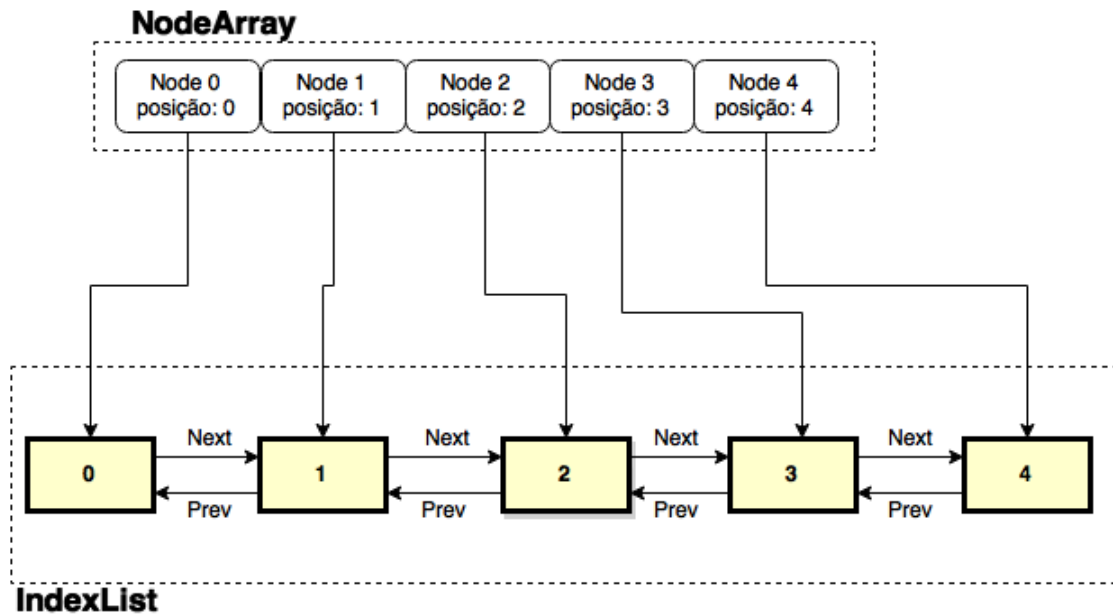 NodeArray
Node 0
posição: 0
Node 1
posição: 1
Node 2
posição: 2
Node 3
posição: 3
Node 4
posição: 4
Next
Next
Next
Next
0
1
2
3
4
Prev
Prev
Prev
Prev
IndexList